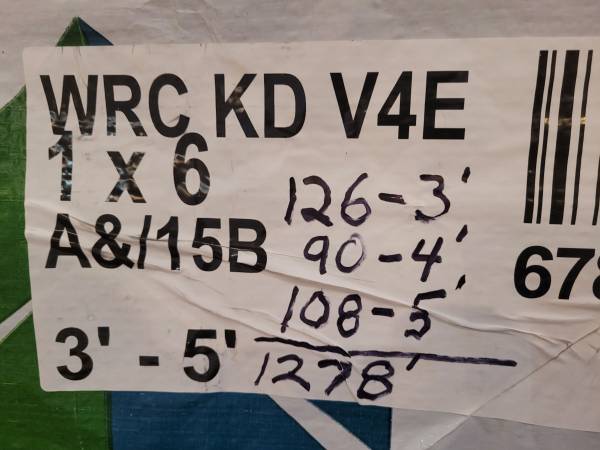 WRC KD V4E
1 x 6
126-3'
A&/15B
90-4'
678
108-5'
3' - 5'
1278'